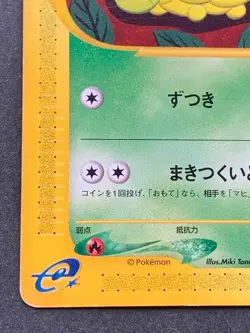 ずつき
まきつくいと
コインを1回投げ、「おもて」なら、相手を「マヒ」
弱点 抵抗力
© Pokémon Illus. Miki
e